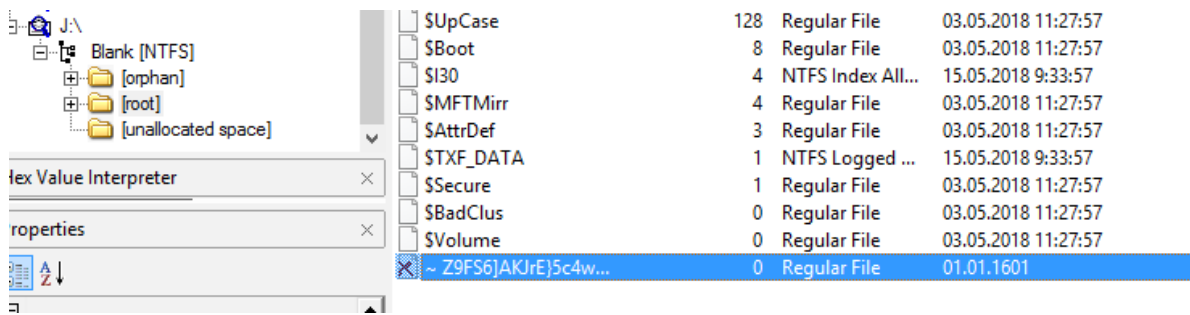 J:\
Blank [NTFS]
[orphan]
[root]
[unallocated space]
Hex Value Interpreter
Properties
$UpCase 128 Regular File 03.05.2018 11:27:57
$Boot 8 Regular File 03.05.2018 11:27:57
$I30 4 NTFS Index All... 15.05.2018 9:33:57
$MFTMirr 4 Regular File 03.05.2018 11:27:57
$AttrDef 3 Regular File 03.05.2018 11:27:57
$TXF_DATA 1 NTFS Logged ... 15.05.2018 9:33:57
$Secure 1 Regular File 03.05.2018 11:27:57
$BadClus 0 Regular File 03.05.2018 11:27:57
$Volume 0 Regular File 03.05.2018 11:27:57
~ Z9FS6]AKJrE}5c4w... 0 Regular File 01.01.1601